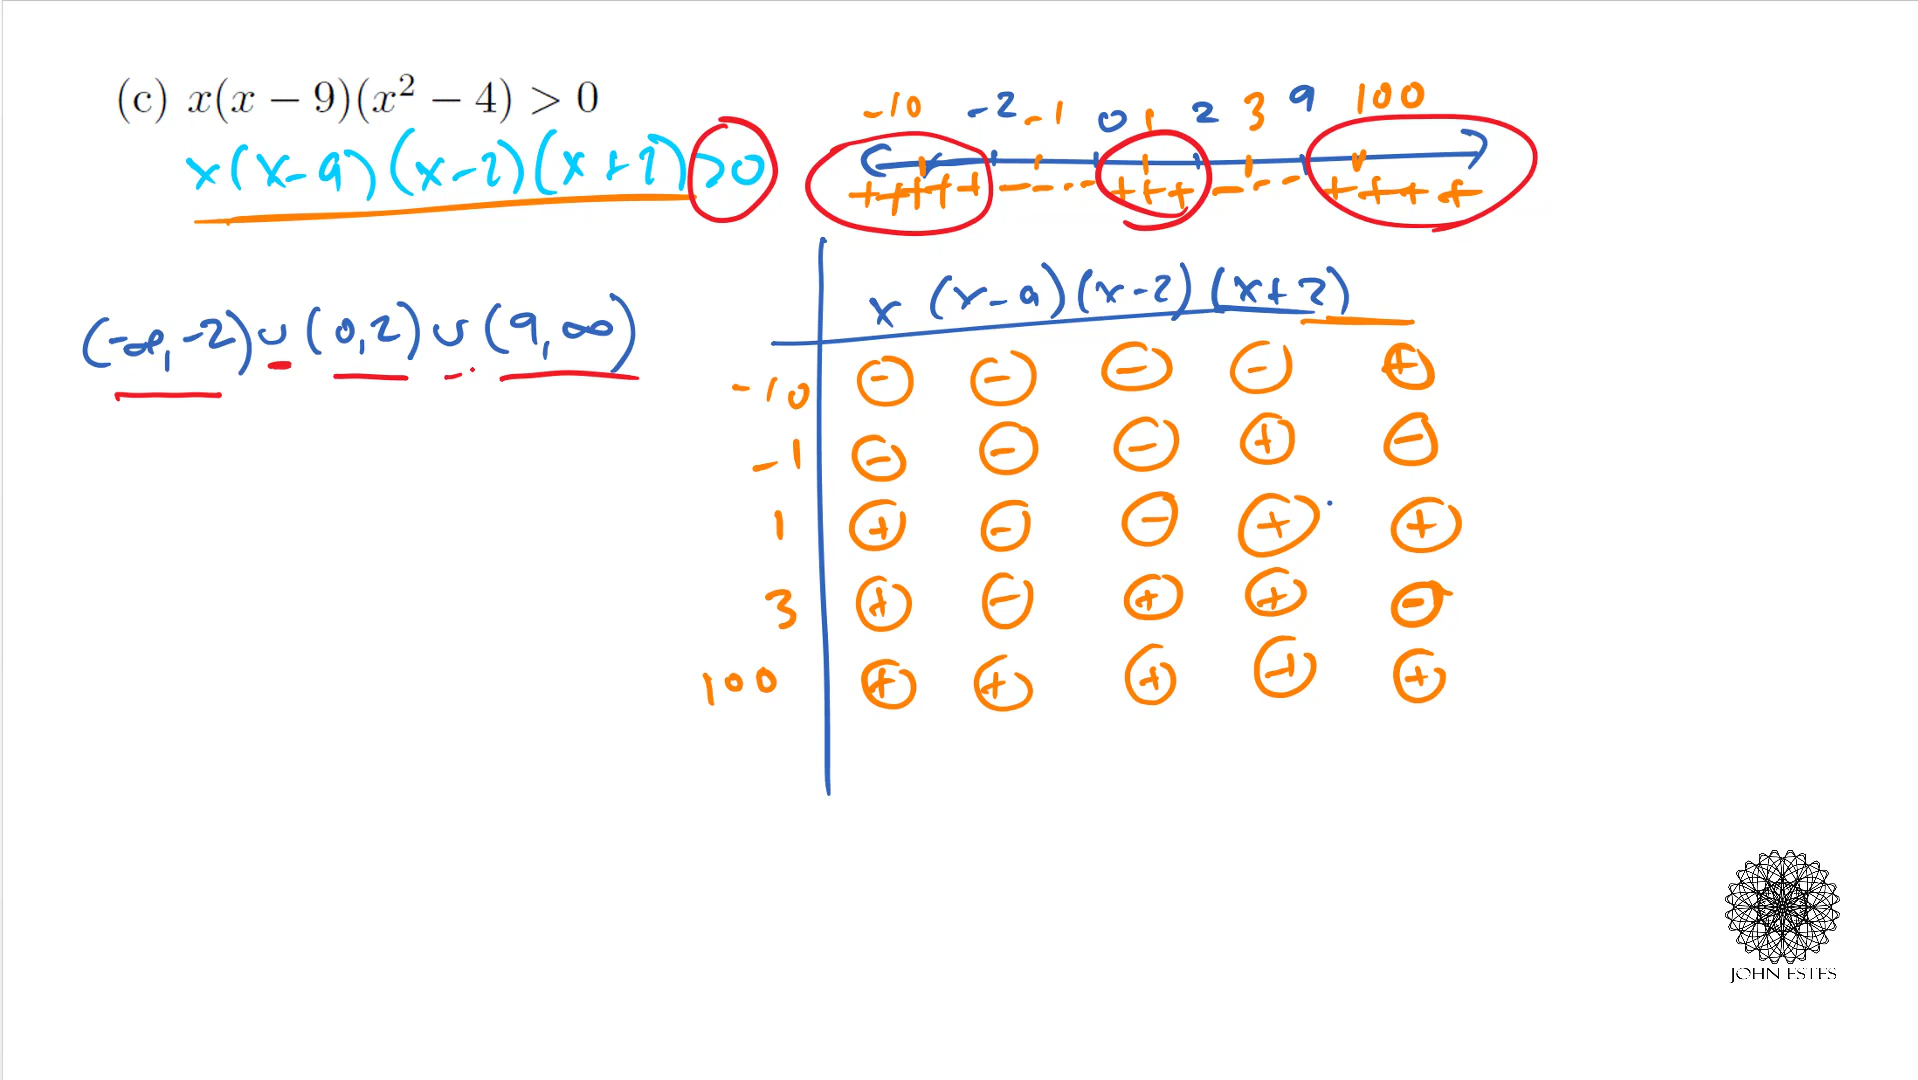 (c) x(x − 9)(x² − 4) > 0
x(x-9)(x-2)(x+2)>0
-10 -2 -1 0 1 2 3 9 100
+++++ ---- +++ ---- ++++
(-∞,-2)∪(0,2)∪(9,∞)
x (x-9)(x-2)(x+2)
-10 - - - - +
-1 - - - + -
1 + - - + +
3 + - + + -
100 + + + + +
JOHN ESTES